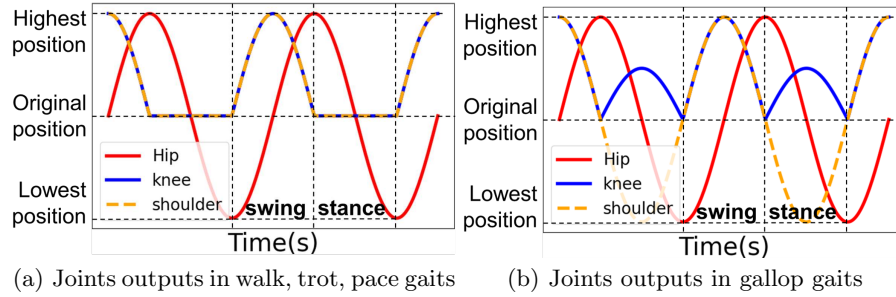 Highest
position
Original
position
Lowest
position
Hip
knee
shoulder
swing stance
Time(s)
(a) Joints outputs in walk, trot, pace gaits
Highest
position
Original
position
Lowest
position
Hip
knee
shoulder
swing stance
Time(s)
(b) Joints outputs in gallop gaits